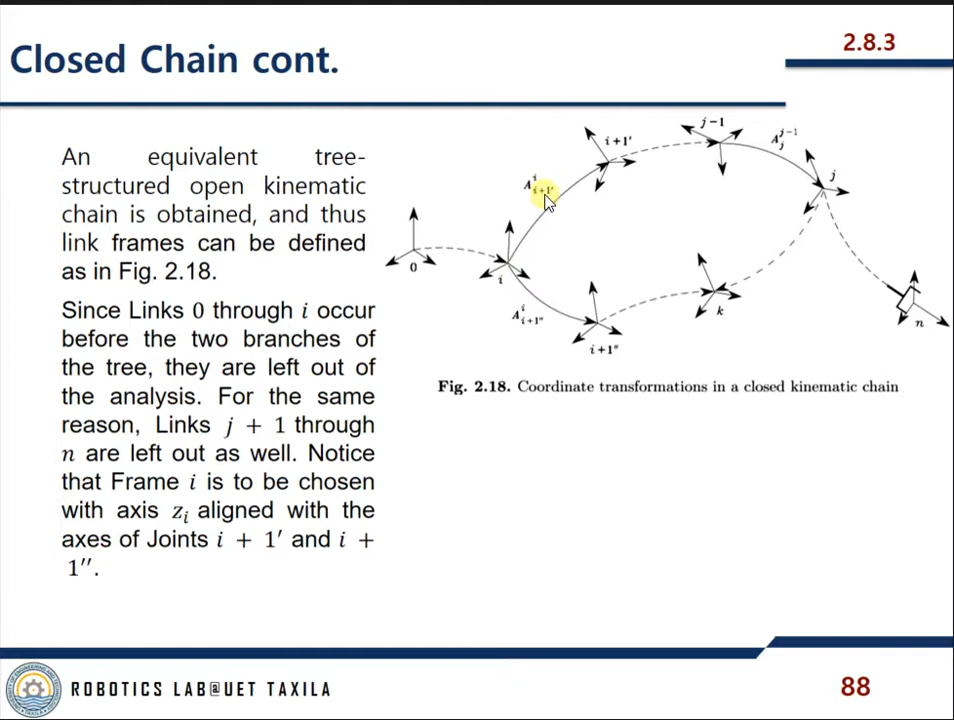 Closed Chain cont.
2.8.3
An equivalent tree-
structured open kinematic
chain is obtained, and thus
link frames can be defined
as in Fig. 2.18.
Since Links 0 through i occur
before the two branches of
the tree, they are left out of
the analysis. For the same
reason, Links j + 1 through
n are left out as well. Notice
that Frame i is to be chosen
with axis zᵢ aligned with the
axes of Joints i + 1′ and i +
1′′.
j−1
A_j^{j−1}
i+1′
j
A_{i+1′}^i
0
i
A_{i+1″}^i
k
n
i+1″
Fig. 2.18. Coordinate transformations in a closed kinematic chain
ROBOTICS LAB@UET TAXILA
88